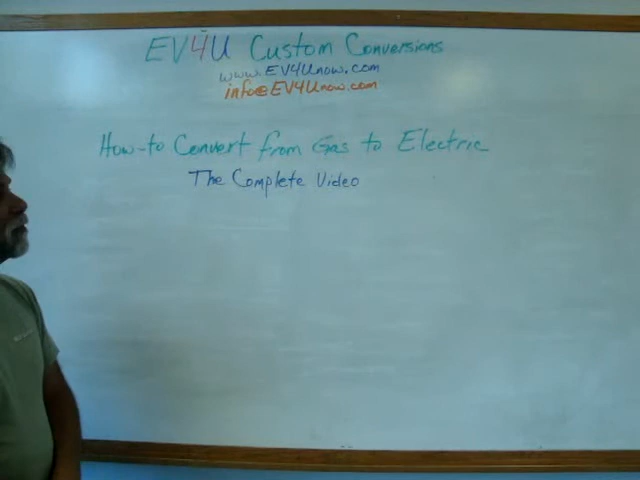 EV4U Custom Conversions
www.EV4Unow.com
info@EV4Unow.com
How-to Convert from Gas to Electric
The Complete Video